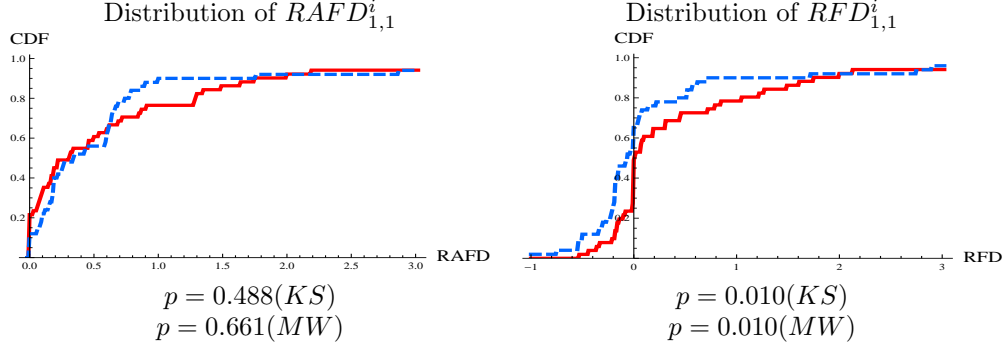 Distribution of RAFD^i_{1,1}
CDF
1.0
0.8
0.6
0.4
0.2
0.0 0.5 1.0 1.5 2.0 2.5 3.0
RAFD
p = 0.488(KS)
p = 0.661(MW)
Distribution of RFD^i_{1,1}
CDF
1.0
0.8
0.6
0.4
0.2
-1 0 1 2 3
RFD
p = 0.010(KS)
p = 0.010(MW)